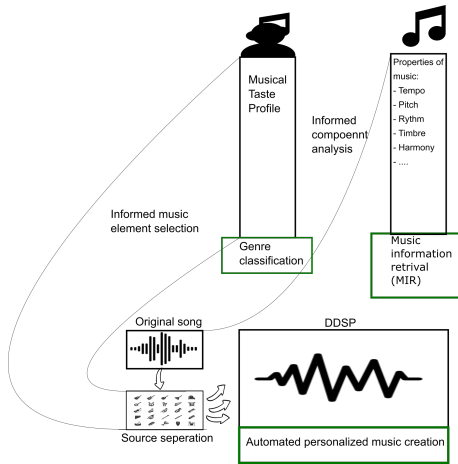 Musical
Taste
Profile
Properties of
music:
- Tempo
- Pitch
- Rythm
- Timbre
- Harmony
- ....
Informed
compoennt
analysis
Informed music
element selection
Genre
classification
Music
information
retrival
(MIR)
Original song
DDSP
Source seperation
Automated personalized music creation